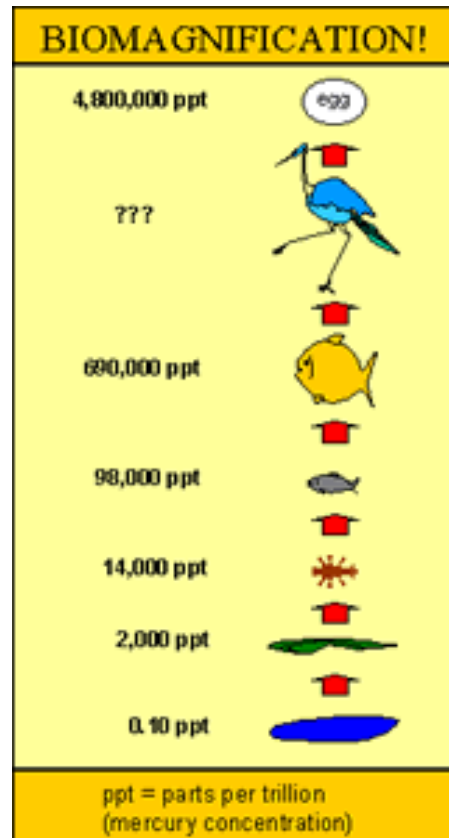 BIOMAGNIFICATION!
4,800,000 ppt egg
???
690,000 ppt
98,000 ppt
14,000 ppt
2,000 ppt
0.10 ppt
ppt = parts per trillion
(mercury concentration)